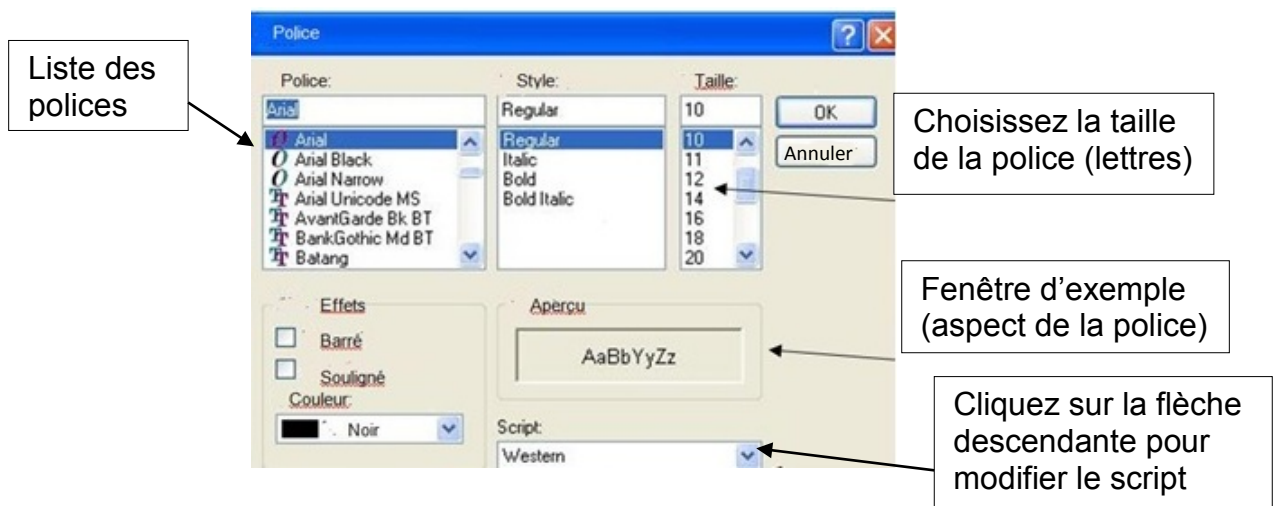 Police
Liste des
polices
Police:
Style:
Taille:
Arial
Regular
10
OK
Annuler
Arial
Arial Black
Arial Narrow
Arial Unicode MS
AvantGarde Bk BT
BankGothic Md BT
Batang
Regular
Italic
Bold
Bold Italic
10
11
12
14
16
18
20
Choisissez la taille
de la police (lettres)
Effets
Barré
Souligné
Couleur:
Noir
Aperçu
AaBbYyZz
Script:
Western
Fenêtre d’exemple
(aspect de la police)
Cliquez sur la flèche
descendante pour
modifier le script